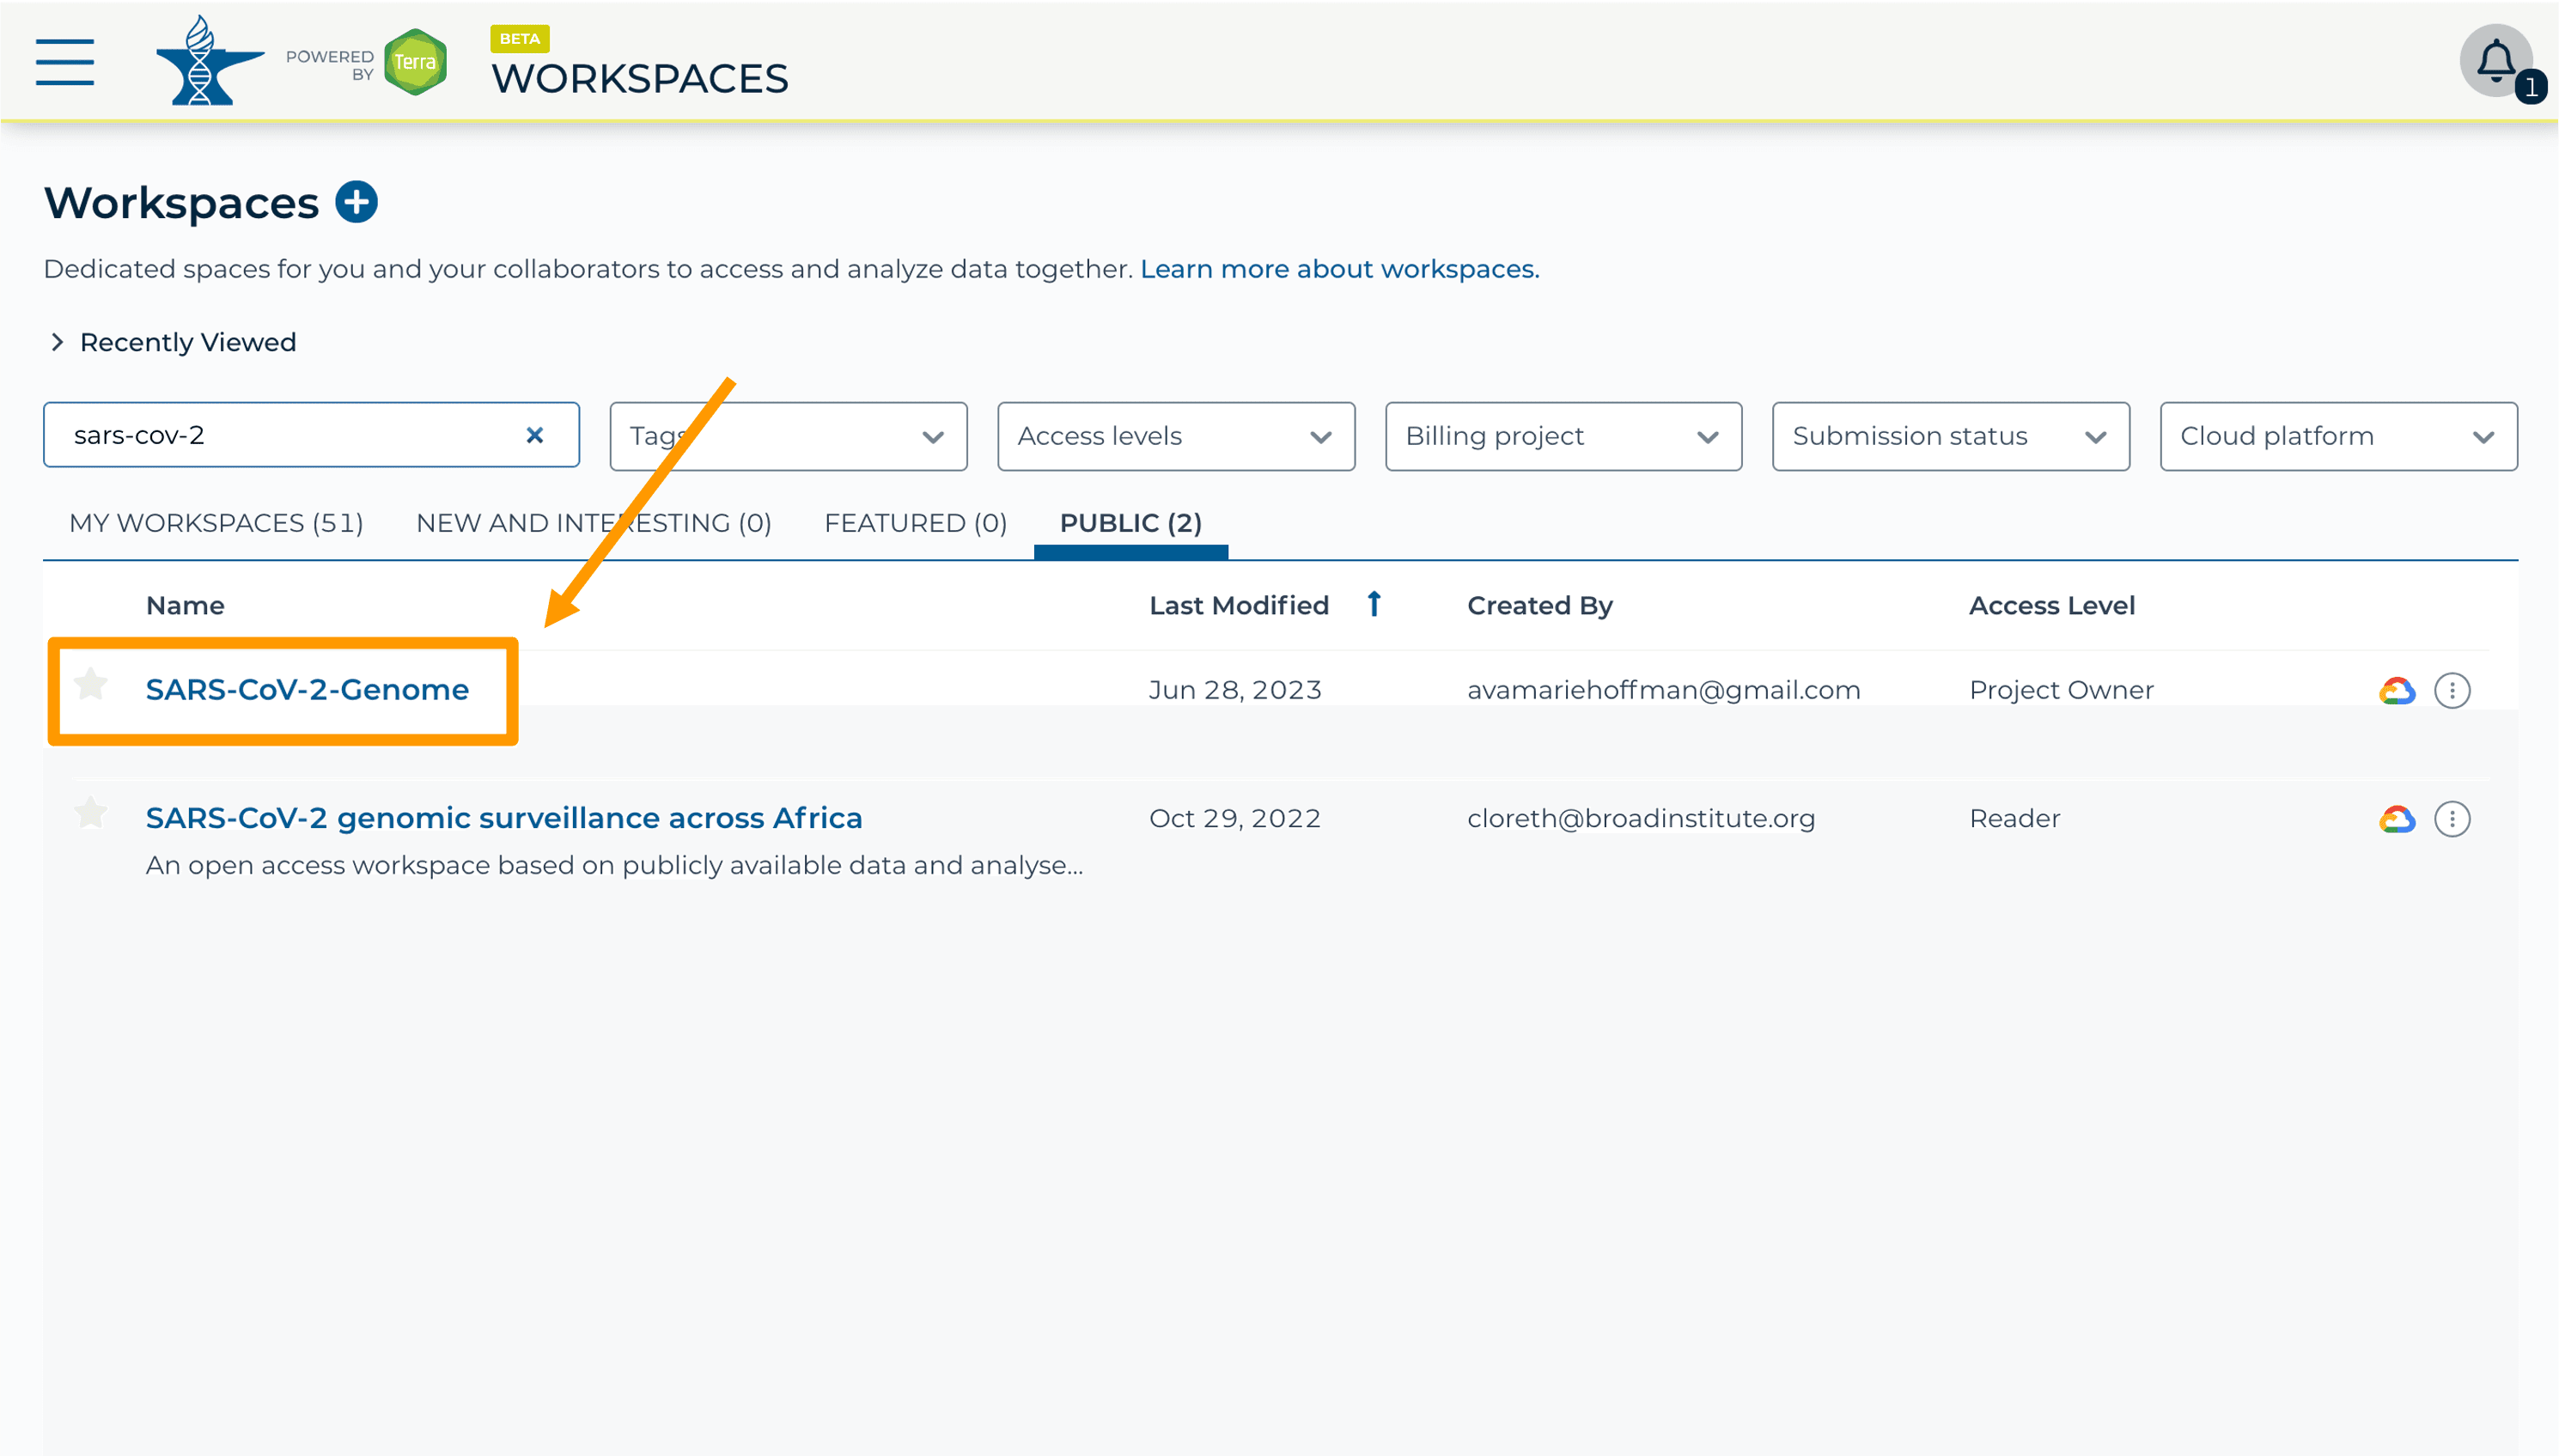 POWERED
BY
Terra
BETA
WORKSPACES
1
Workspaces
Dedicated spaces for you and your collaborators to access and analyze data together. Learn more about workspaces.
Recently Viewed
sars-cov-2
Tags
Access levels
Billing project
Submission status
Cloud platform
MY WORKSPACES (51)
NEW AND INTERESTING (0)
FEATURED (0)
PUBLIC (2)
Name
Last Modified
Created By
Access Level
SARS-CoV-2-Genome
Jun 28, 2023
avamariehoffman@gmail.com
Project Owner
SARS-CoV-2 genomic surveillance across Africa
Oct 29, 2022
cloreth@broadinstitute.org
Reader
An open access workspace based on publicly available data and analyse...